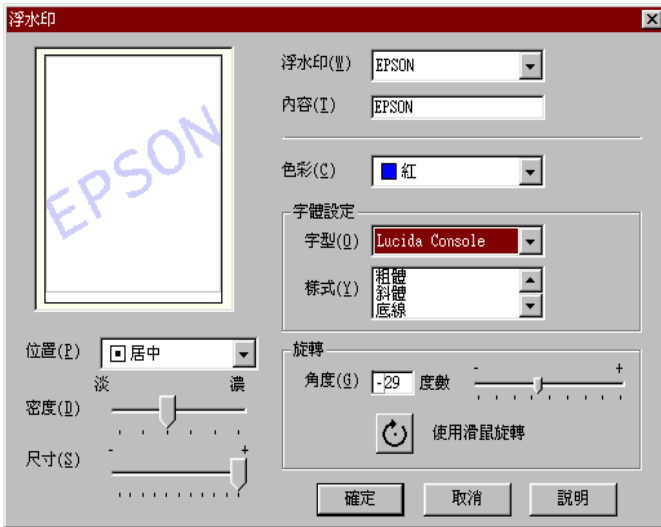 浮水印
EPSON
浮水印(W) EPSON
內容(T) EPSON
色彩(C) 紅
字體設定
字型(O) Lucida Console
樣式(Y) 粗體
斜體
底線
位置(P) 居中
淡 濃
密度(D)
尺寸(S) - +
旋轉
角度(G) -29 度數 - +
使用滑鼠旋轉
確定 取消 說明